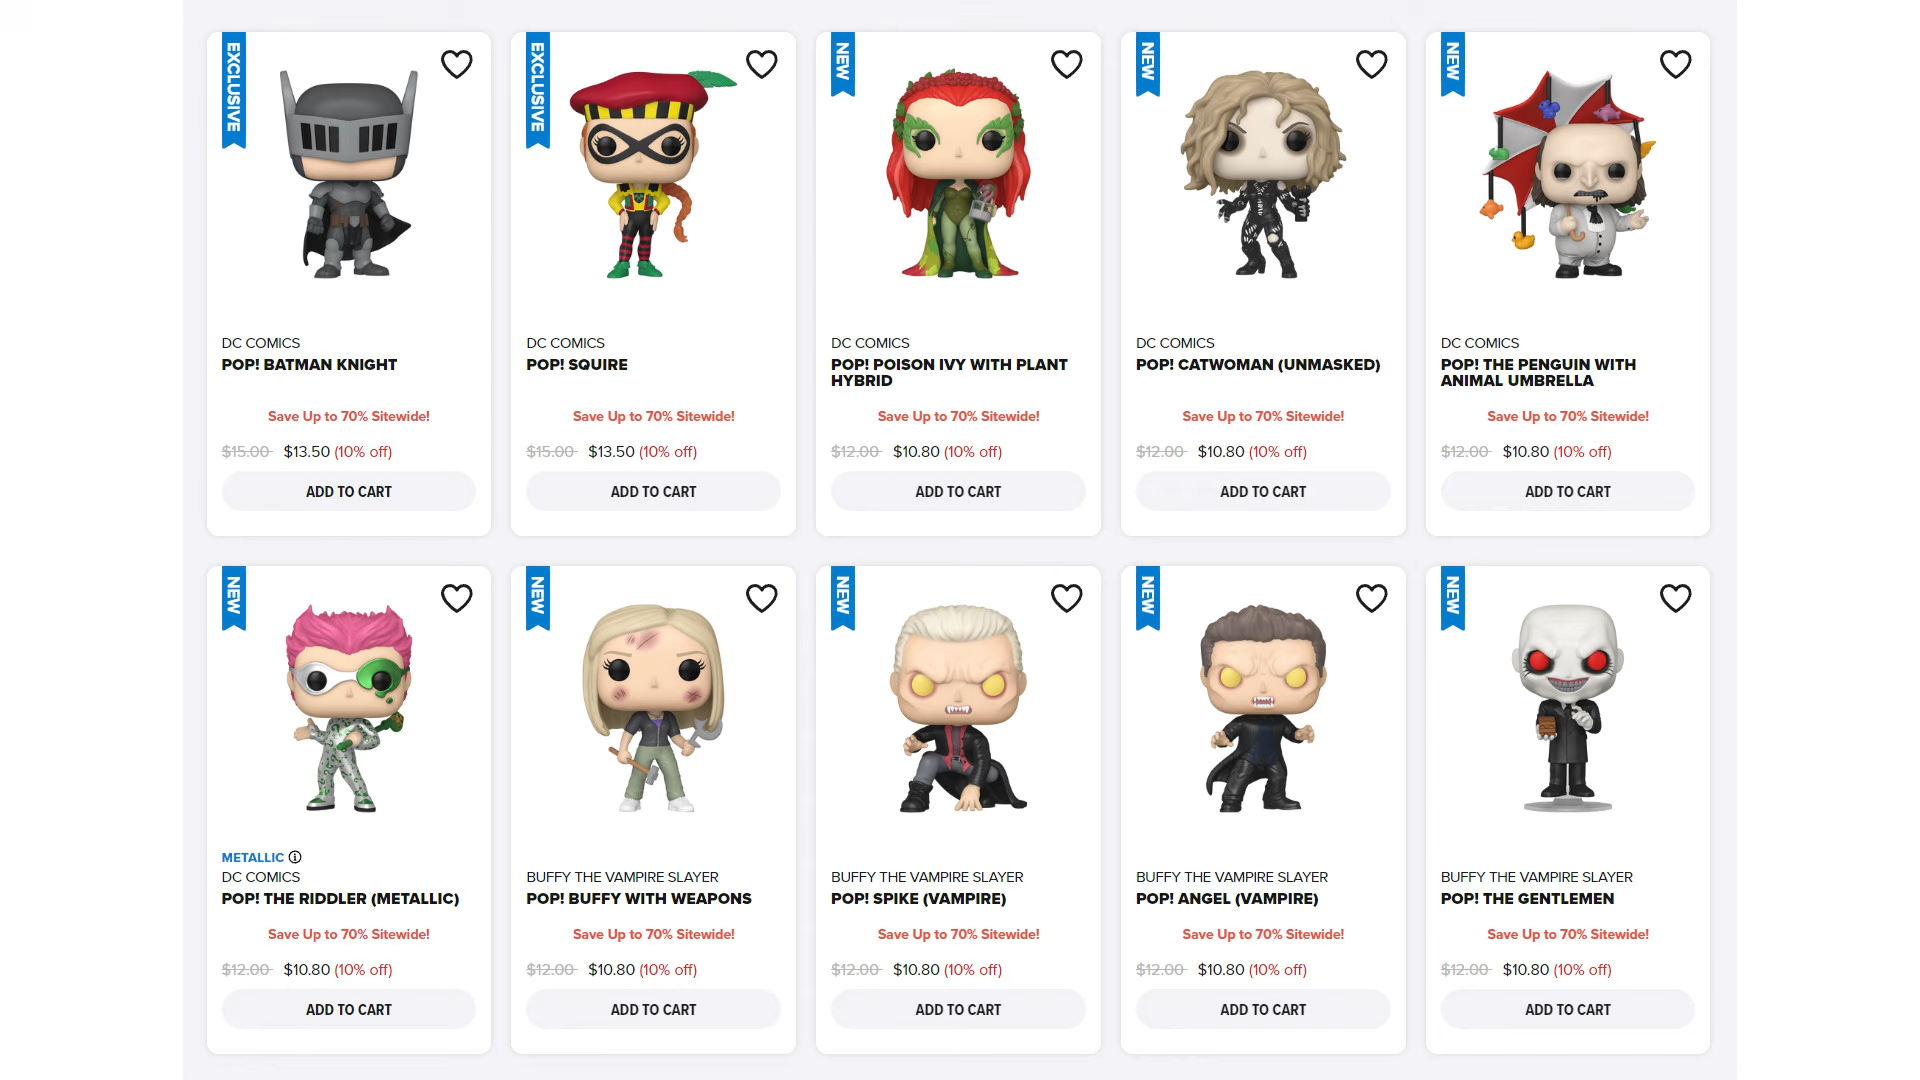 EXCLUSIVE
DC COMICS
POP! BATMAN KNIGHT
Save Up to 70% Sitewide!
$15.00 $13.50 (10% off)
ADD TO CART
EXCLUSIVE
DC COMICS
POP! SQUIRE
Save Up to 70% Sitewide!
$15.00 $13.50 (10% off)
ADD TO CART
NEW
DC COMICS
POP! POISON IVY WITH PLANT
HYBRID
Save Up to 70% Sitewide!
$12.00 $10.80 (10% off)
ADD TO CART
NEW
DC COMICS
POP! CATWOMAN (UNMASKED)
Save Up to 70% Sitewide!
$12.00 $10.80 (10% off)
ADD TO CART
NEW
DC COMICS
POP! THE PENGUIN WITH
ANIMAL UMBRELLA
Save Up to 70% Sitewide!
$12.00 $10.80 (10% off)
ADD TO CART
NEW
METALLIC
DC COMICS
POP! THE RIDDLER (METALLIC)
Save Up to 70% Sitewide!
$12.00 $10.80 (10% off)
ADD TO CART
NEW
BUFFY THE VAMPIRE SLAYER
POP! BUFFY WITH WEAPONS
Save Up to 70% Sitewide!
$12.00 $10.80 (10% off)
ADD TO CART
NEW
BUFFY THE VAMPIRE SLAYER
POP! SPIKE (VAMPIRE)
Save Up to 70% Sitewide!
$12.00 $10.80 (10% off)
ADD TO CART
NEW
BUFFY THE VAMPIRE SLAYER
POP! ANGEL (VAMPIRE)
Save Up to 70% Sitewide!
$12.00 $10.80 (10% off)
ADD TO CART
NEW
BUFFY THE VAMPIRE SLAYER
POP! THE GENTLEMEN
Save Up to 70% Sitewide!
$12.00 $10.80 (10% off)
ADD TO CART